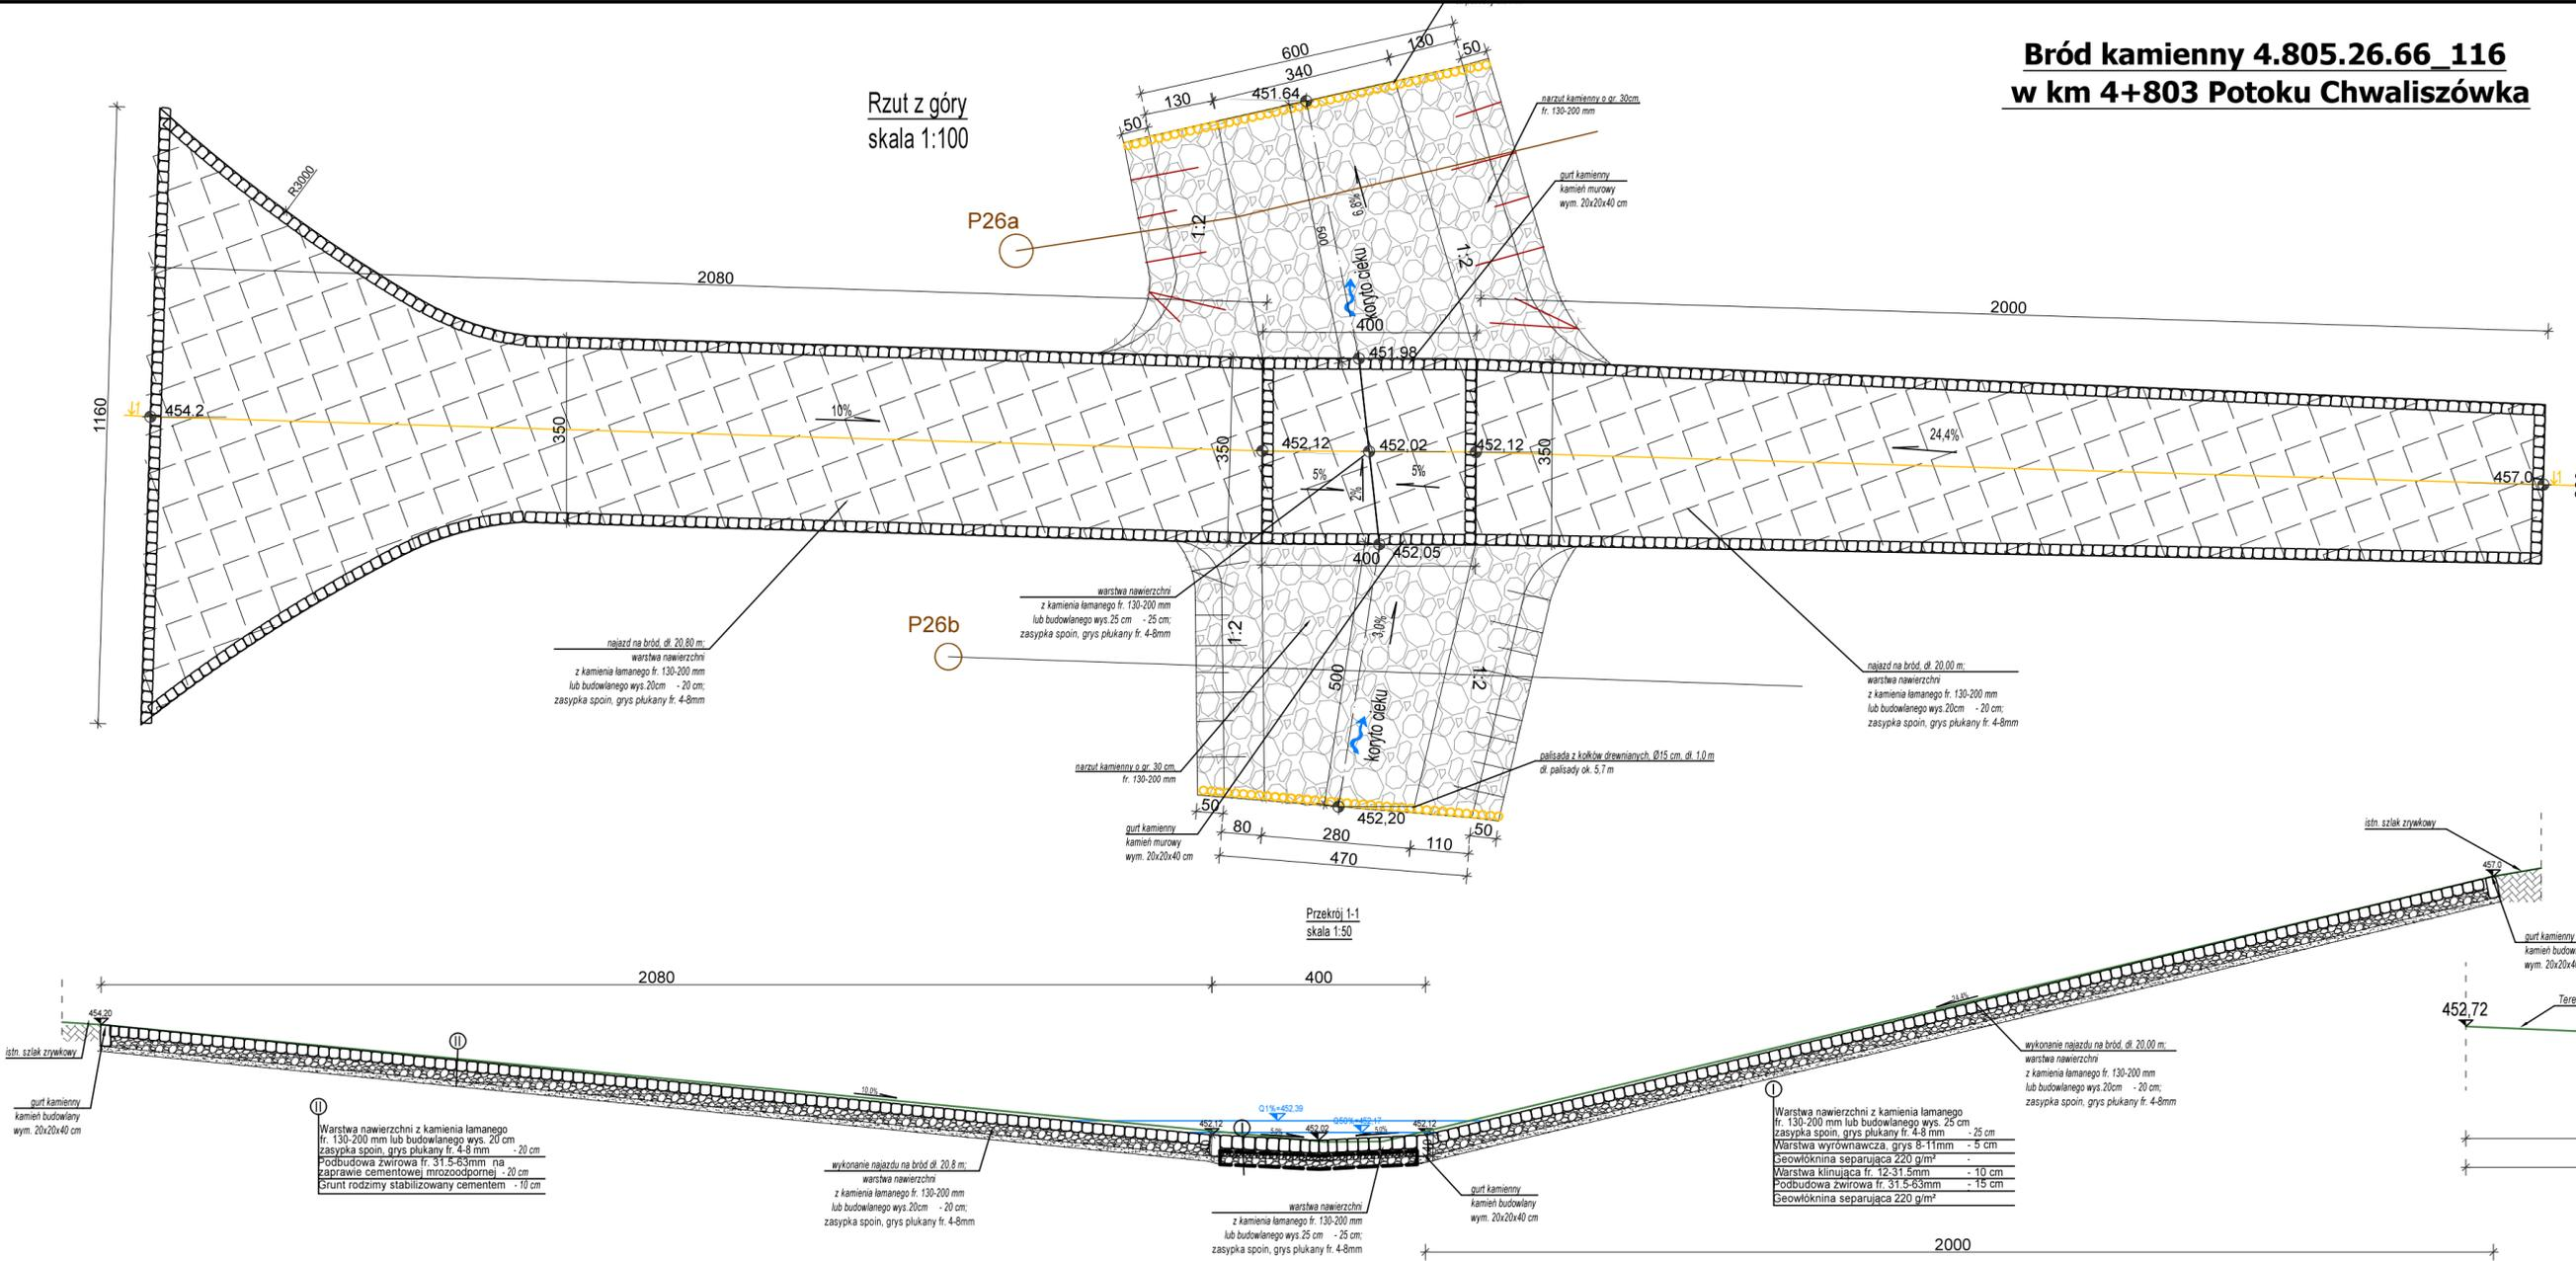 Bród kamienny 4.805.26.66_116
w km 4+803 Potoku Chwaliszówka
Rzut z góry
skala 1:100
600
130
50
340
130
451.64
50
narzut kamienny o gr. 30cm
fr. 130-200 mm
gurt kamienny
kamień murowy
wym. 20x20x40 cm
R3000
P26a
1:2
6,8%
500
1:2
koryto cieku
2080
2000
400
451.98
1160
454.2
10%
350
350
452,12
452,02
452,12
350
24,4%
457.0
5%
2%
5%
400
452,05
warstwa nawierzchni
z kamienia łamanego fr. 130-200 mm
lub budowlanego wys.25 cm - 25 cm;
zasypka spoin, grys płukany fr. 4-8mm
P26b
1:2
3,0%
500
1:2
koryto cieku
najazd na bród, dł. 20,80 m;
warstwa nawierzchni
z kamienia łamanego fr. 130-200 mm
lub budowlanego wys.20cm - 20 cm;
zasypka spoin, grys płukany fr. 4-8mm
najazd na bród, dł. 20,00 m;
warstwa nawierzchni
z kamienia łamanego fr. 130-200 mm
lub budowlanego wys.20cm - 20 cm;
zasypka spoin, grys płukany fr. 4-8mm
narzut kamienny o gr. 30 cm,
fr. 130-200 mm
palisada z kołków drewnianych, Ø15 cm, dł. 1,0 m
dł. palisady ok. 5,7 m
50
452,20
80
280
110
50
470
gurt kamienny
kamień murowy
wym. 20x20x40 cm
istn. szlak zrywkowy
457.0
Przekrój 1-1
skala 1:50
gurt kamienny
kamień
wym.
2080
400
454,20
istn. szlak zrywkowy
gurt kamienny
kamień budowlany
wym. 20x20x40 cm
II
10,0%
24,4%
452,72
Q1%=452,39
Q50%=452,17
452,12
I
5,0%
452,02
5,0%
452,12
II
Warstwa nawierzchni z kamienia łamanego
fr. 130-200 mm lub budowlanego wys. 20 cm
zasypka spoin, grys płukany fr. 4-8 mm - 20 cm
Podbudowa żwirowa fr. 31.5-63mm na
zaprawie cementowej mrozoodpornej - 20 cm
Grunt rodzimy stabilizowany cementem - 10 cm
wykonanie najazdu na bród dł. 20,8 m;
warstwa nawierzchni
z kamienia łamanego fr. 130-200 mm
lub budowlanego wys.20cm - 20 cm;
zasypka spoin, grys płukany fr. 4-8mm
warstwa nawierzchni
z kamienia łamanego fr. 130-200 mm
lub budowlanego wys.25 cm - 25 cm;
zasypka spoin, grys płukany fr. 4-8mm
gurt kamienny
kamień budowlany
wym. 20x20x40 cm
I
Warstwa nawierzchni z kamienia łamanego
fr. 130-200 mm lub budowlanego wys. 25 cm
zasypka spoin, grys płukany fr. 4-8 mm - 25 cm
Warstwa wyrównawcza, grys 8-11mm - 5 cm
Geowłóknina separująca 220 g/m² -
Warstwa klinująca fr. 12-31.5mm - 10 cm
Podbudowa żwirowa fr. 31.5-63mm - 15 cm
Geowłóknina separująca 220 g/m²
wykonanie najazdu na bród, dł. 20,00 m;
warstwa nawierzchni
z kamienia łamanego fr. 130-200 mm
lub budowlanego wys.20cm - 20 cm;
zasypka spoin, grys płukany fr. 4-8mm
2000